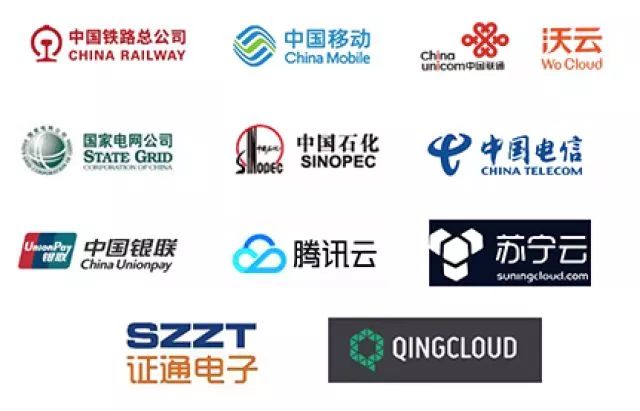 中国铁路总公司
CHINA RAILWAY
中国移动
China Mobile
China
unicom中国联通
沃云
Wo Cloud
国家电网公司
STATE GRID
CORPORATION OF CHINA
SINOPEC
中国石化
SINOPEC
中国电信
CHINA TELECOM
UnionPay
银联
中国银联
China Unionpay
腾讯云
苏宁云
suningcloud.com
SZZT
证通电子
QINGCLOUD